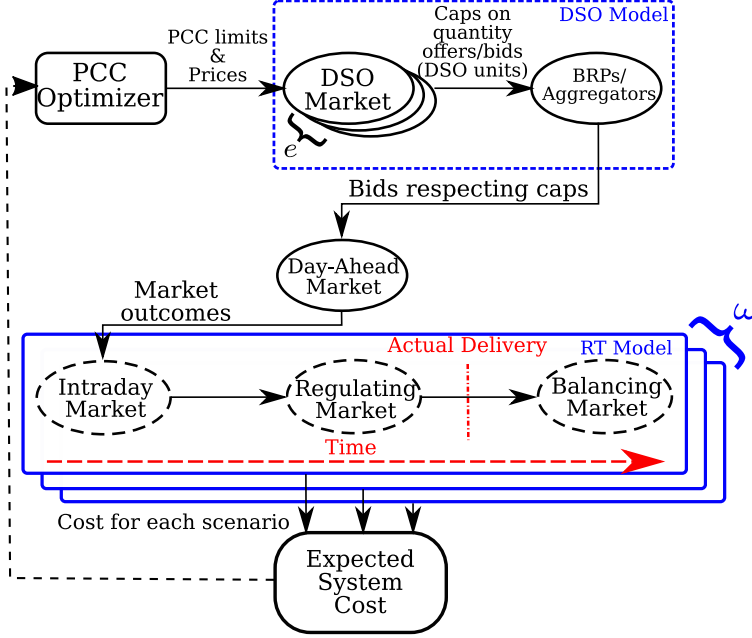 PCC
Optimizer
PCC limits
&
Prices
DSO Model
DSO
Market
e
Caps on
quantity
offers/bids
(DSO units)
BRPs/
Aggregators
Bids respecting caps
Day-Ahead
Market
Market
outcomes
ω
RT Model
Actual Delivery
Intraday
Market
Regulating
Market
Balancing
Market
Time
Cost for each scenario
Expected
System
Cost